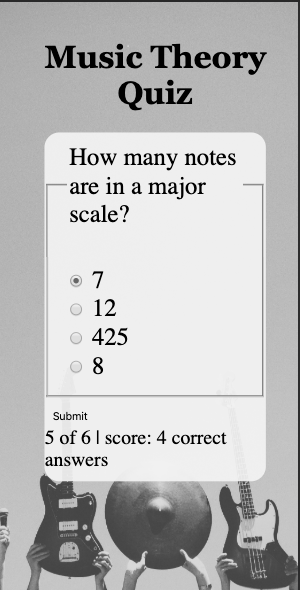 Music Theory
Quiz
How many notes
are in a major
scale?
7
12
425
8
Submit
5 of 6 | score: 4 correct
answers